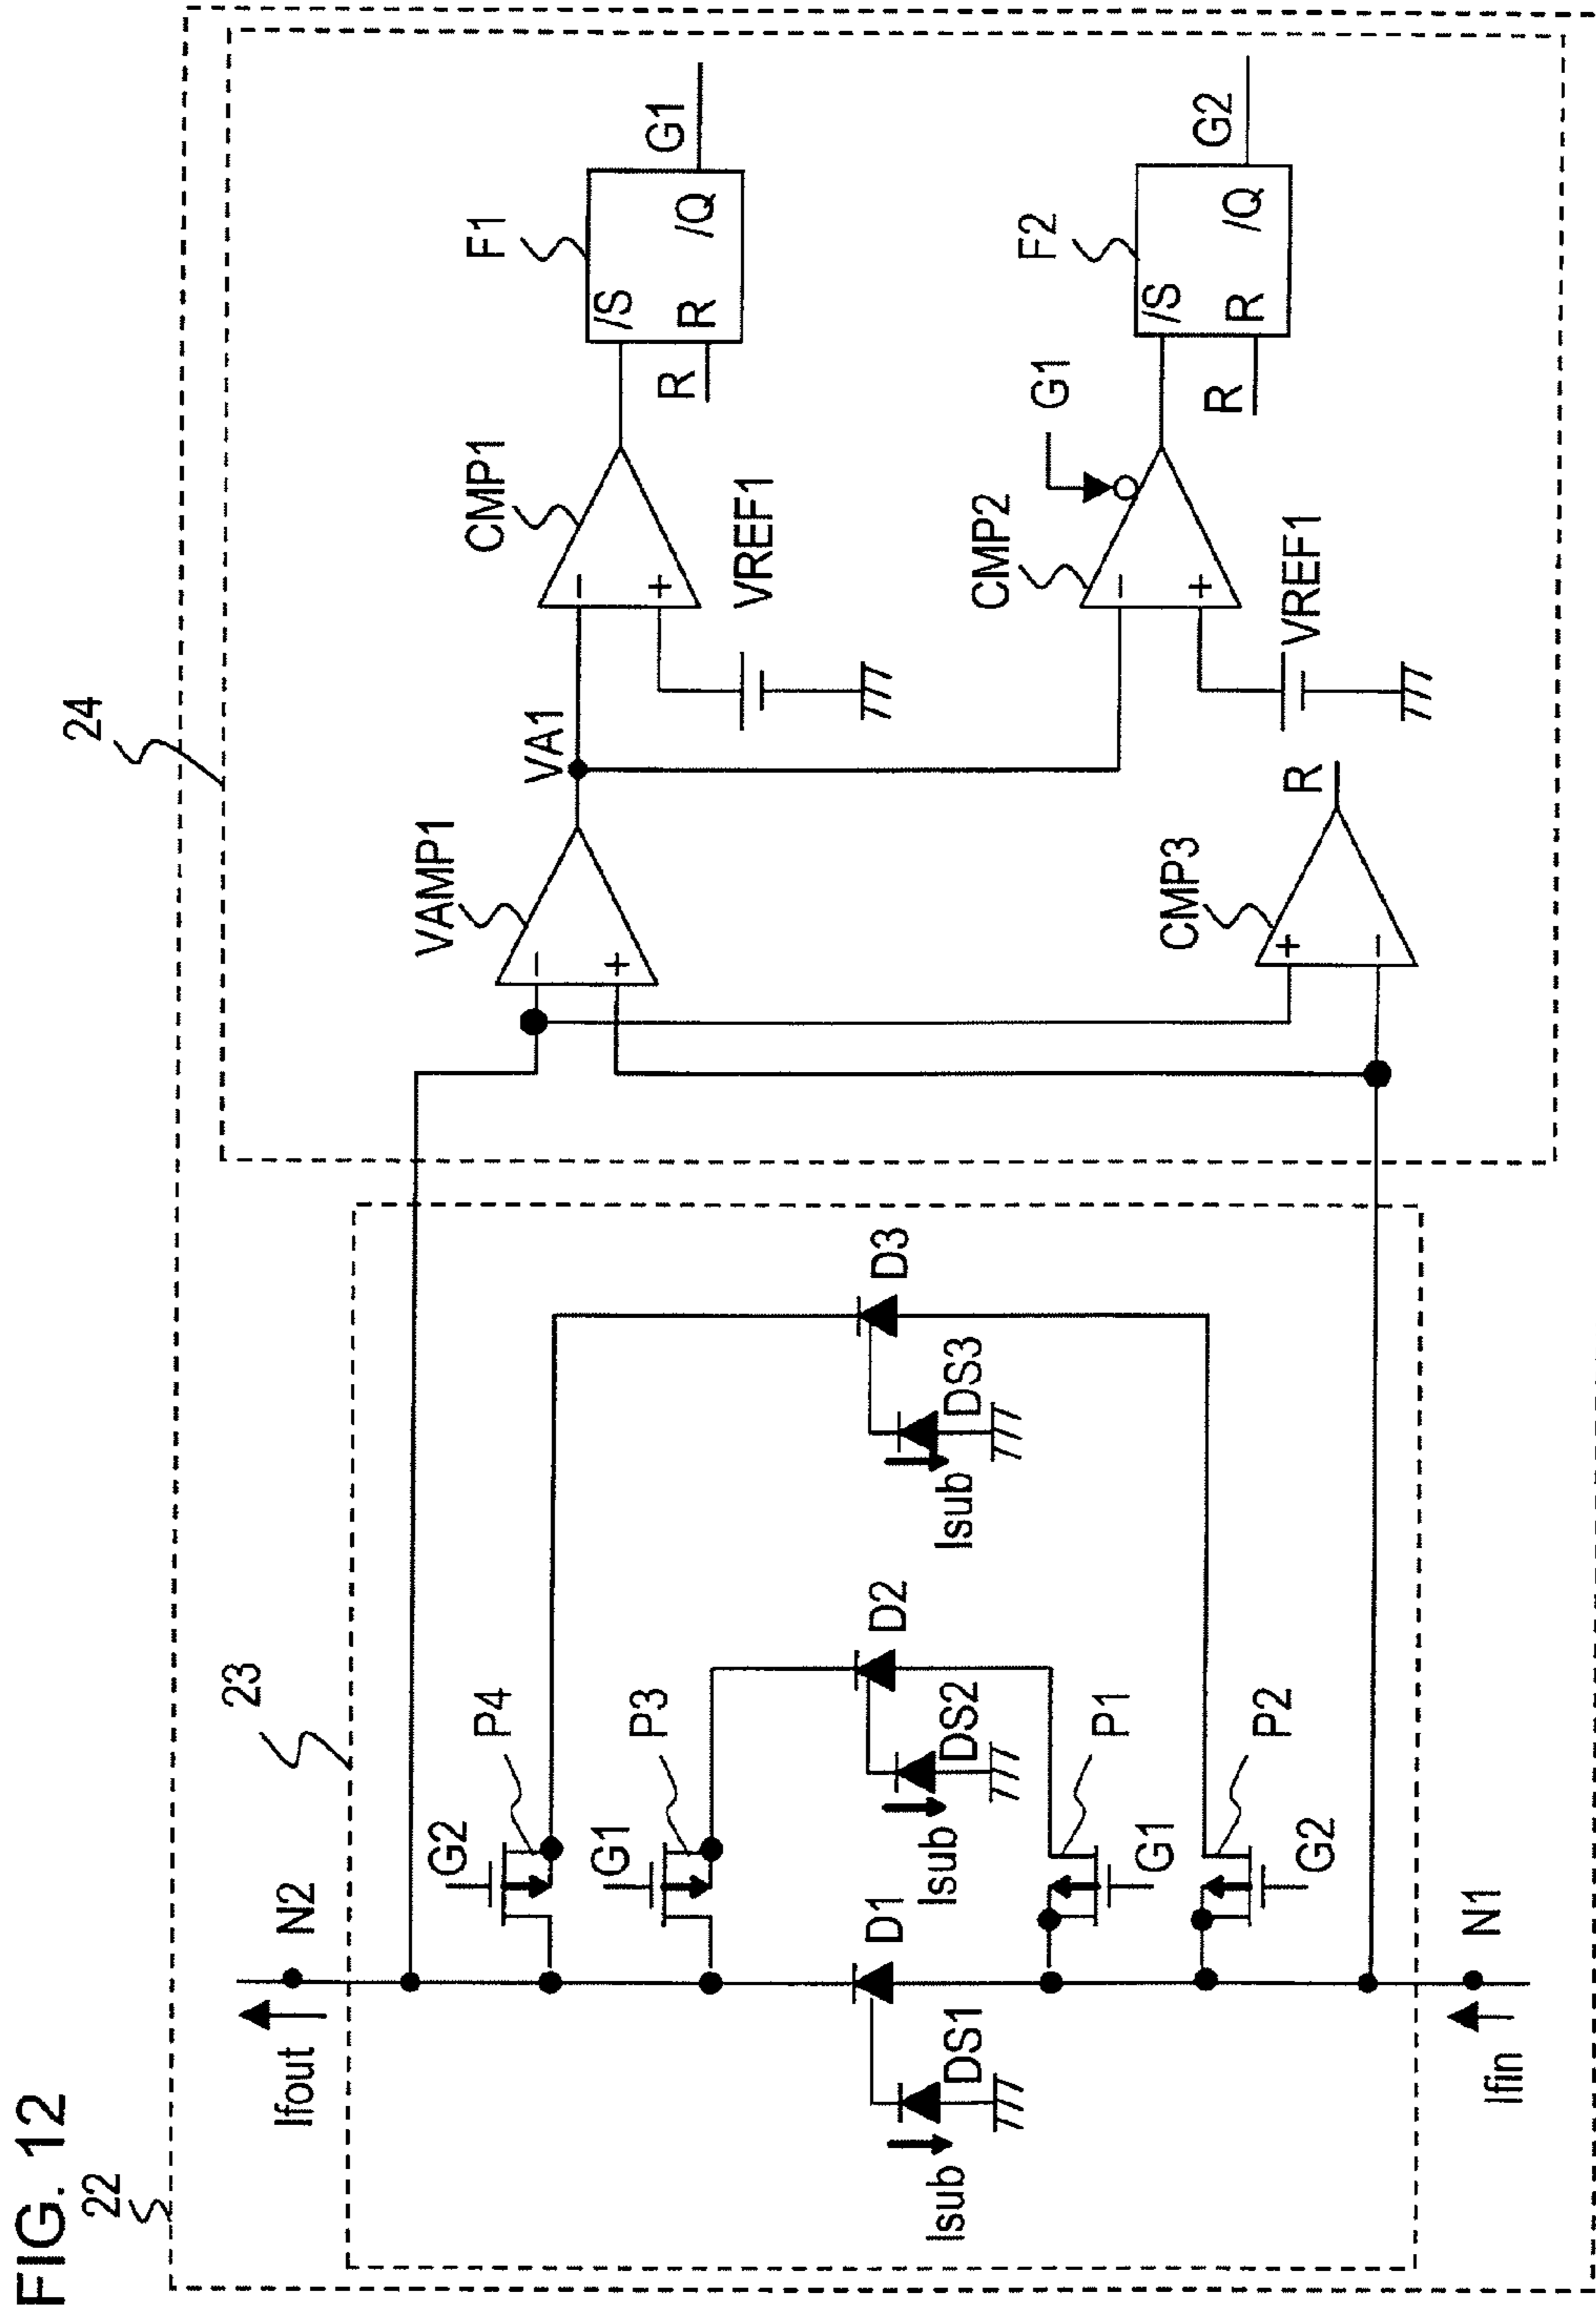 FIG. 12
22
24
23
Ifout
N2
G2
P4
G1
P3
D1
DS1
Isub
D2
DS2
Isub
D3
DS3
Isub
G1
P1
G2
P2
Ifin
N1
VAMP1
−
+
VA1
CMP1
−
+
VREF1
F1
/S
R
/Q
R
G1
CMP2
−
+
G1
VREF1
F2
/S
R
/Q
R
G2
CMP3
+
−
R